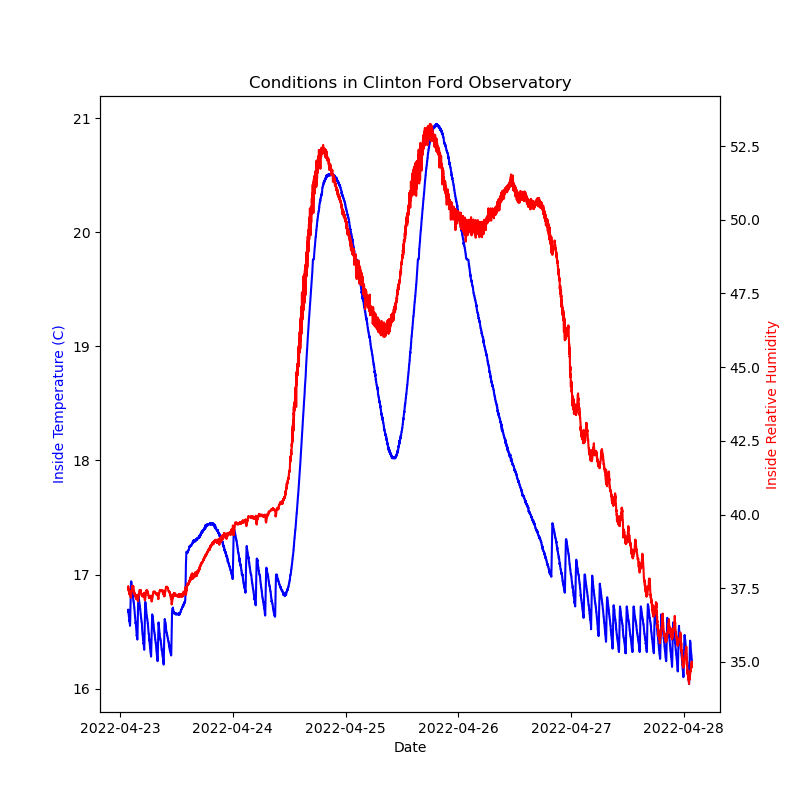 Conditions in Clinton Ford Observatory
21
20
19
18
17
16
Inside Temperature (C)
52.5
50.0
47.5
45.0
42.5
40.0
37.5
35.0
Inside Relative Humidity
2022-04-23 2022-04-24 2022-04-25 2022-04-26 2022-04-27 2022-04-28
Date